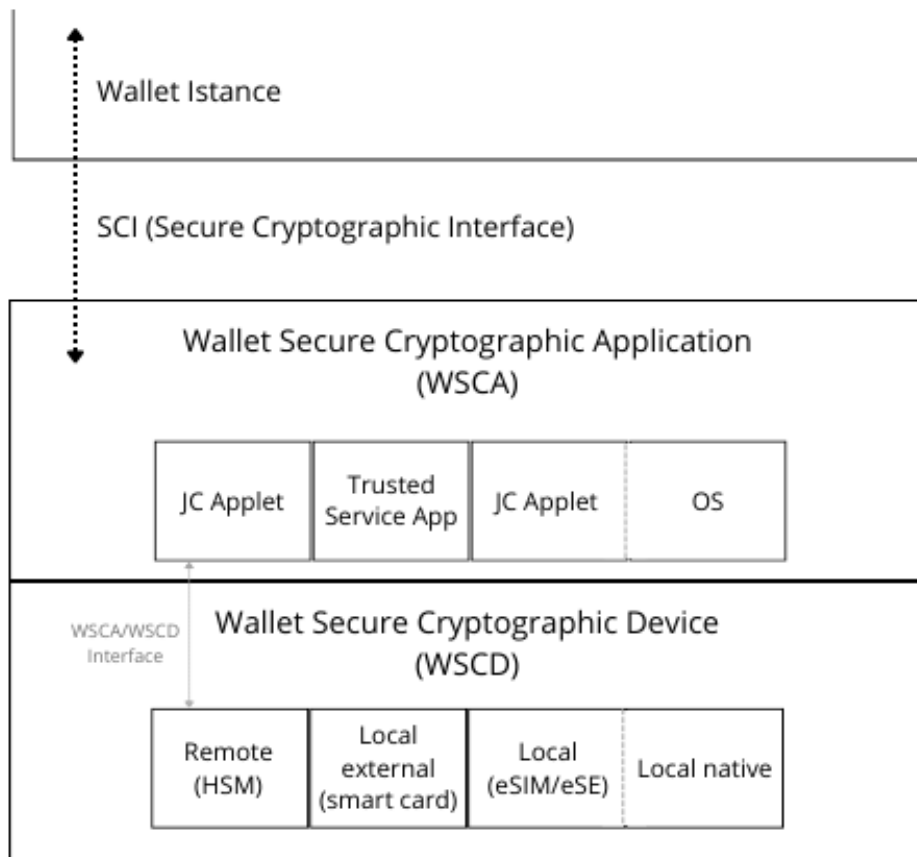 Wallet Istance
SCI (Secure Cryptographic Interface)
Wallet Secure Cryptographic Application
(WSCA)
JC Applet
Trusted
Service App
JC Applet
OS
WSCA/WSCD
Interface
Wallet Secure Cryptographic Device
(WSCD)
Remote
(HSM)
Local
external
(smart card)
Local
(eSIM/eSE)
Local native